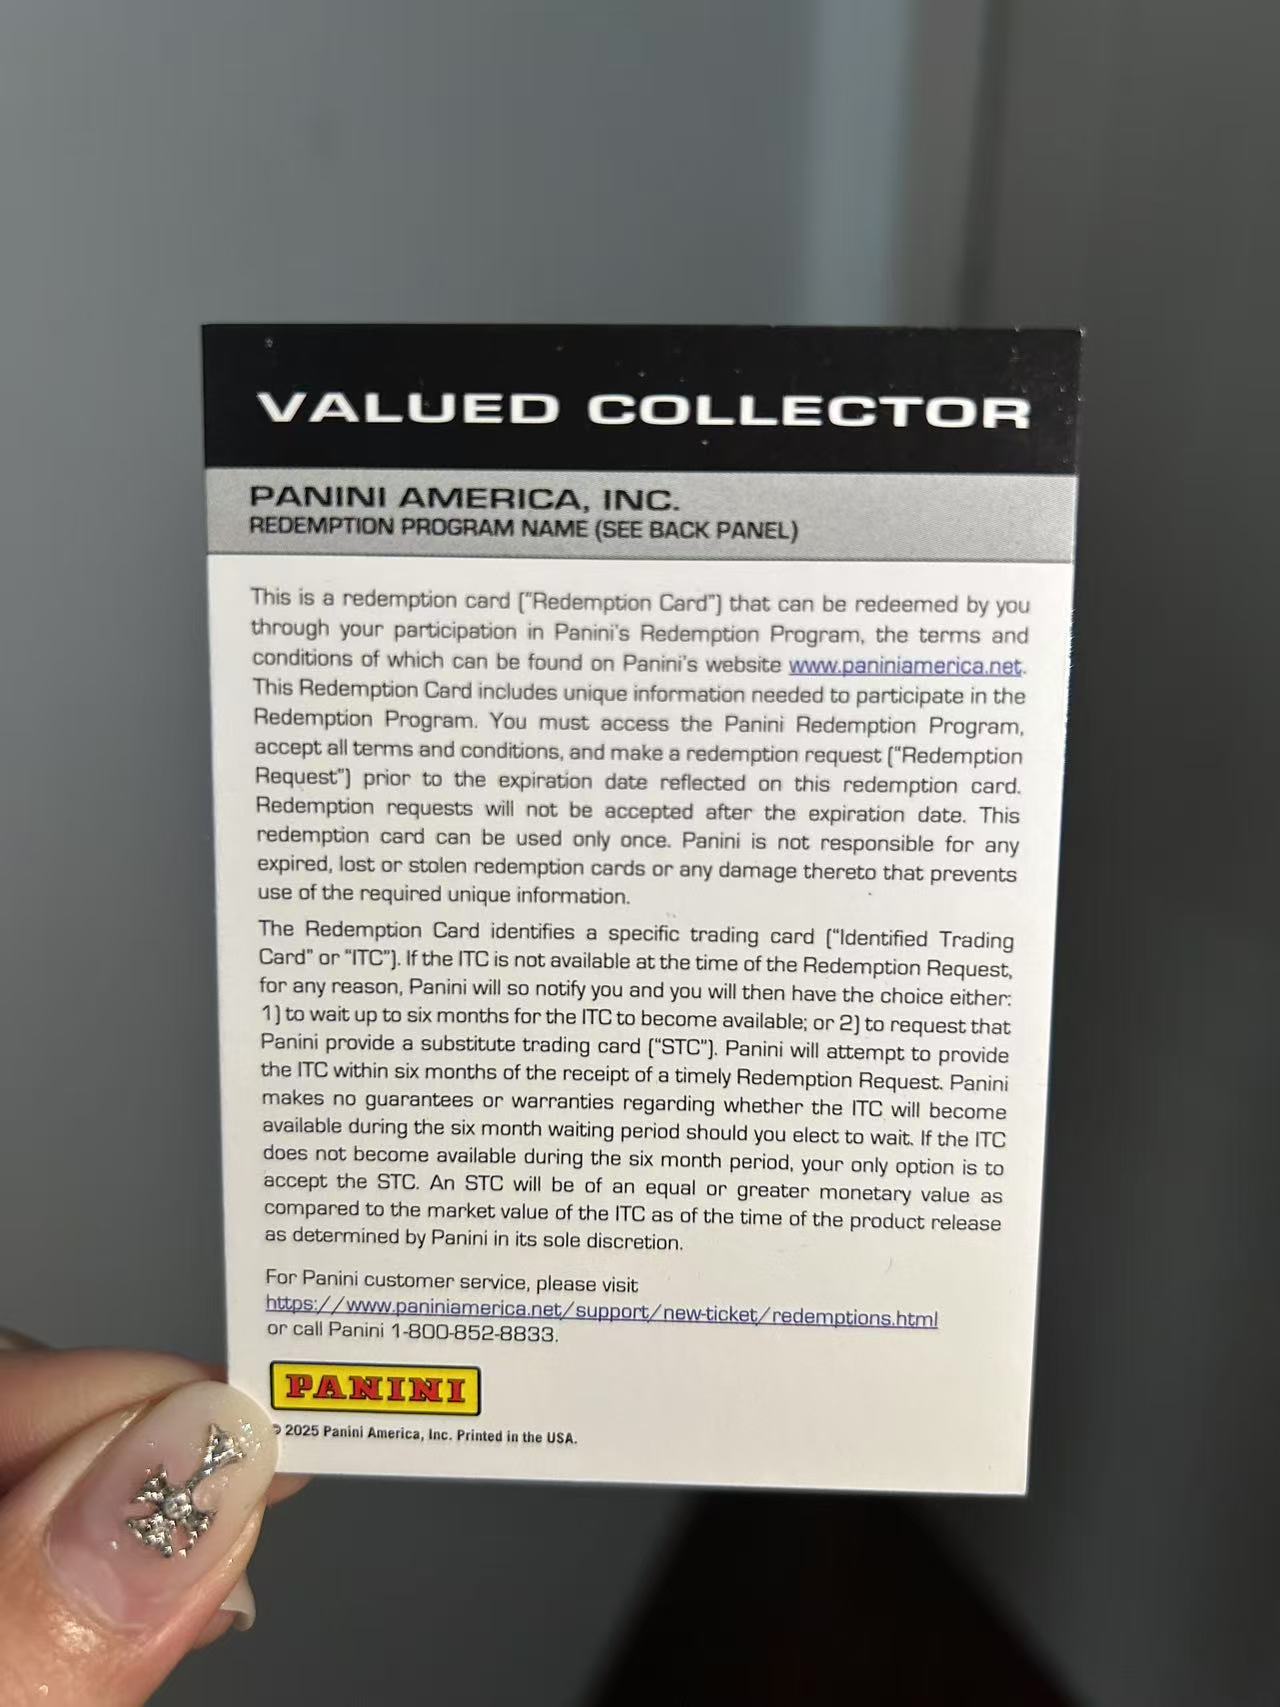 VALUED COLLECTOR
PANINI AMERICA, INC.
REDEMPTION PROGRAM NAME (SEE BACK PANEL)
This is a redemption card ("Redemption Card") that can be redeemed by you
through your participation in Panini's Redemption Program, the terms and
conditions of which can be found on Panini's website www.paniniamerica.net.
This Redemption Card includes unique information needed to participate in the
Redemption Program. You must access the Panini Redemption Program,
accept all terms and conditions, and make a redemption request ("Redemption
Request") prior to the expiration date reflected on this redemption card.
Redemption requests will not be accepted after the expiration date. This
redemption card can be used only once. Panini is not responsible for any
expired, lost or stolen redemption cards or any damage thereto that prevents
use of the required unique information.
The Redemption Card identifies a specific trading card ("Identified Trading
Card" or "ITC"). If the ITC is not available at the time of the Redemption Request,
for any reason, Panini will so notify you and you will then have the choice either:
1) to wait up to six months for the ITC to become available; or 2) to request that
Panini provide a substitute trading card ("STC"). Panini will attempt to provide
the ITC within six months of the receipt of a timely Redemption Request. Panini
makes no guarantees or warranties regarding whether the ITC will become
available during the six month waiting period should you elect to wait. If the ITC
does not become available during the six month period, your only option is to
accept the STC. An STC will be of an equal or greater monetary value as
compared to the market value of the ITC as of the time of the product release
as determined by Panini in its sole discretion.
For Panini customer service, please visit
https://www.paniniamerica.net/support/new-ticket/redemptions.html
or call Panini 1-800-852-8833.
PANINI
© 2025 Panini America, Inc. Printed in the USA.